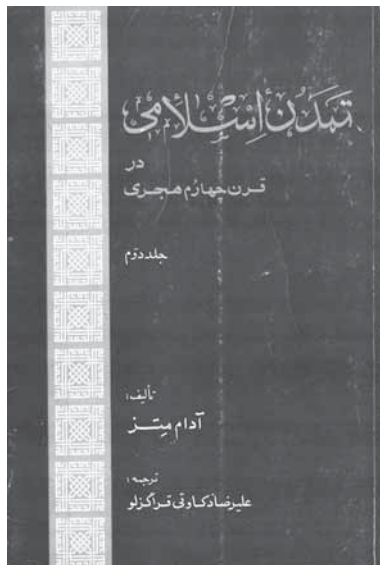 تمدن اسلامی
در
قرن چهارم هجری
جلد دوم
تألیف:
آدام متز
ترجمه:
علیرضا ذکاوتی قراگزلو